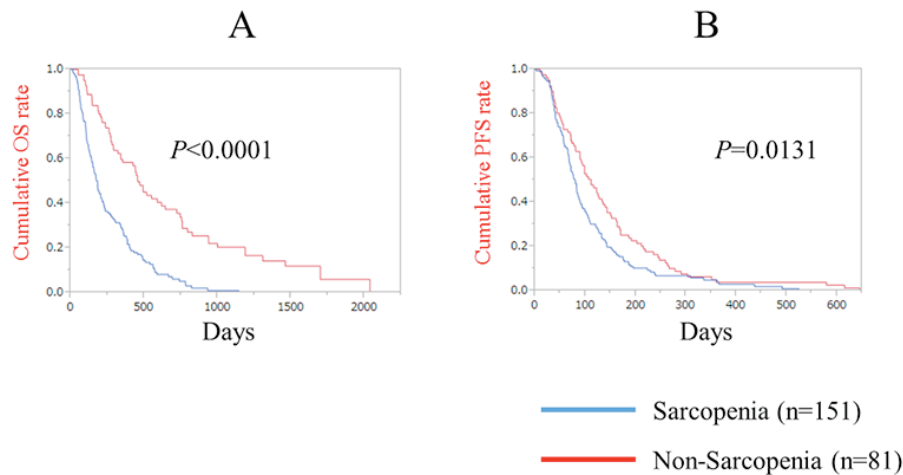 A
Cumulative OS rate
1.0
0.8
0.6
0.4
0.2
0.0
P<0.0001
0 500 1000 1500 2000
Days
B
Cumulative PFS rate
1.0
0.8
0.6
0.4
0.2
0.0
P=0.0131
0 100 200 300 400 500 600
Days
Sarcopenia (n=151)
Non-Sarcopenia (n=81)